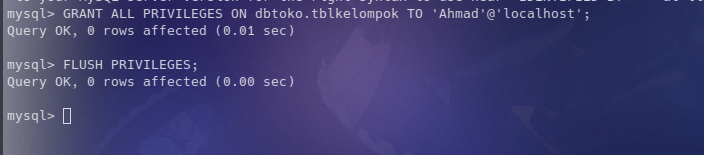 mysql> GRANT ALL PRIVILEGES ON dbtoko.tblkelompok TO 'Ahmad'@'localhost';
Query OK, 0 rows affected (0.01 sec)
mysql> FLUSH PRIVILEGES;
Query OK, 0 rows affected (0.00 sec)
mysql>